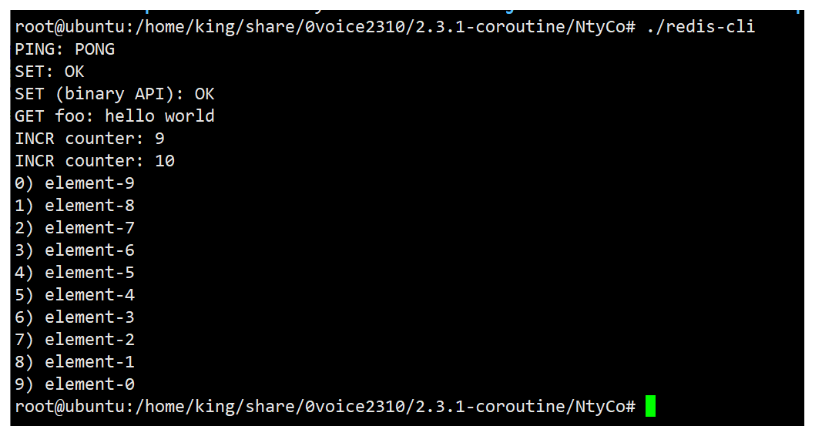 root@ubuntu:/home/king/share/0voice2310/2.3.1-coroutine/NtyCo# ./redis-cli
PING: PONG
SET: OK
SET (binary API): OK
GET foo: hello world
INCR counter: 9
INCR counter: 10
0) element-9
1) element-8
2) element-7
3) element-6
4) element-5
5) element-4
6) element-3
7) element-2
8) element-1
9) element-0
root@ubuntu:/home/king/share/0voice2310/2.3.1-coroutine/NtyCo#